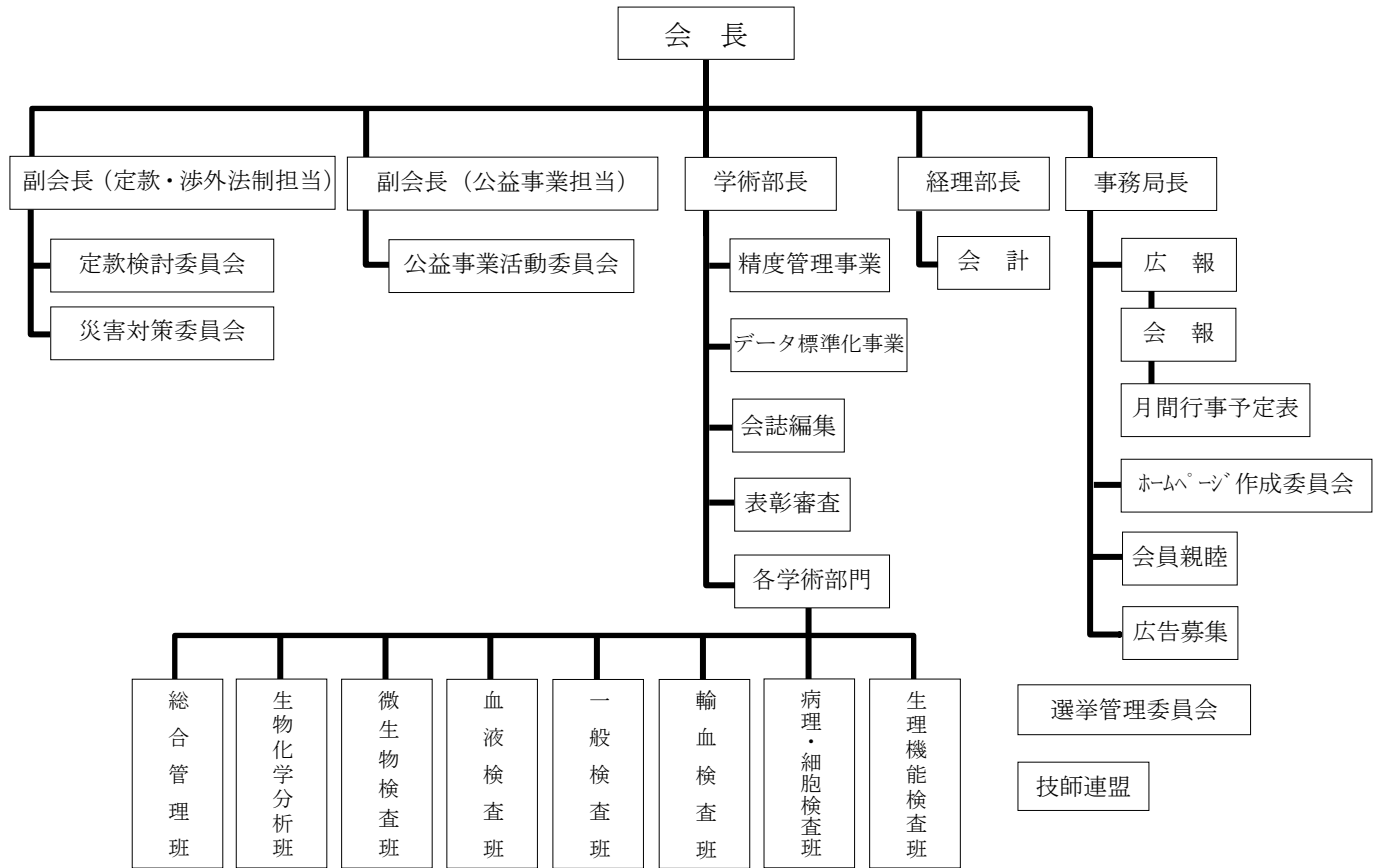 会　長
副会長（定款・渉外法制担当）
副会長（公益事業担当）
学術部長
経理部長
事務局長
定款検討委員会
公益事業活動委員会
精度管理事業
会　計
広　報
災害対策委員会
データ標準化事業
会　報
会誌編集
月間行事予定表
表彰審査
ﾎｰﾑﾍﾟｰｼﾞ作成委員会
各学術部門
会員親睦
広告募集
総合管理班
生物化学分析班
微生物検査班
血液検査班
一般検査班
輸血検査班
病理・細胞検査班
生理機能検査班
選挙管理委員会
技師連盟